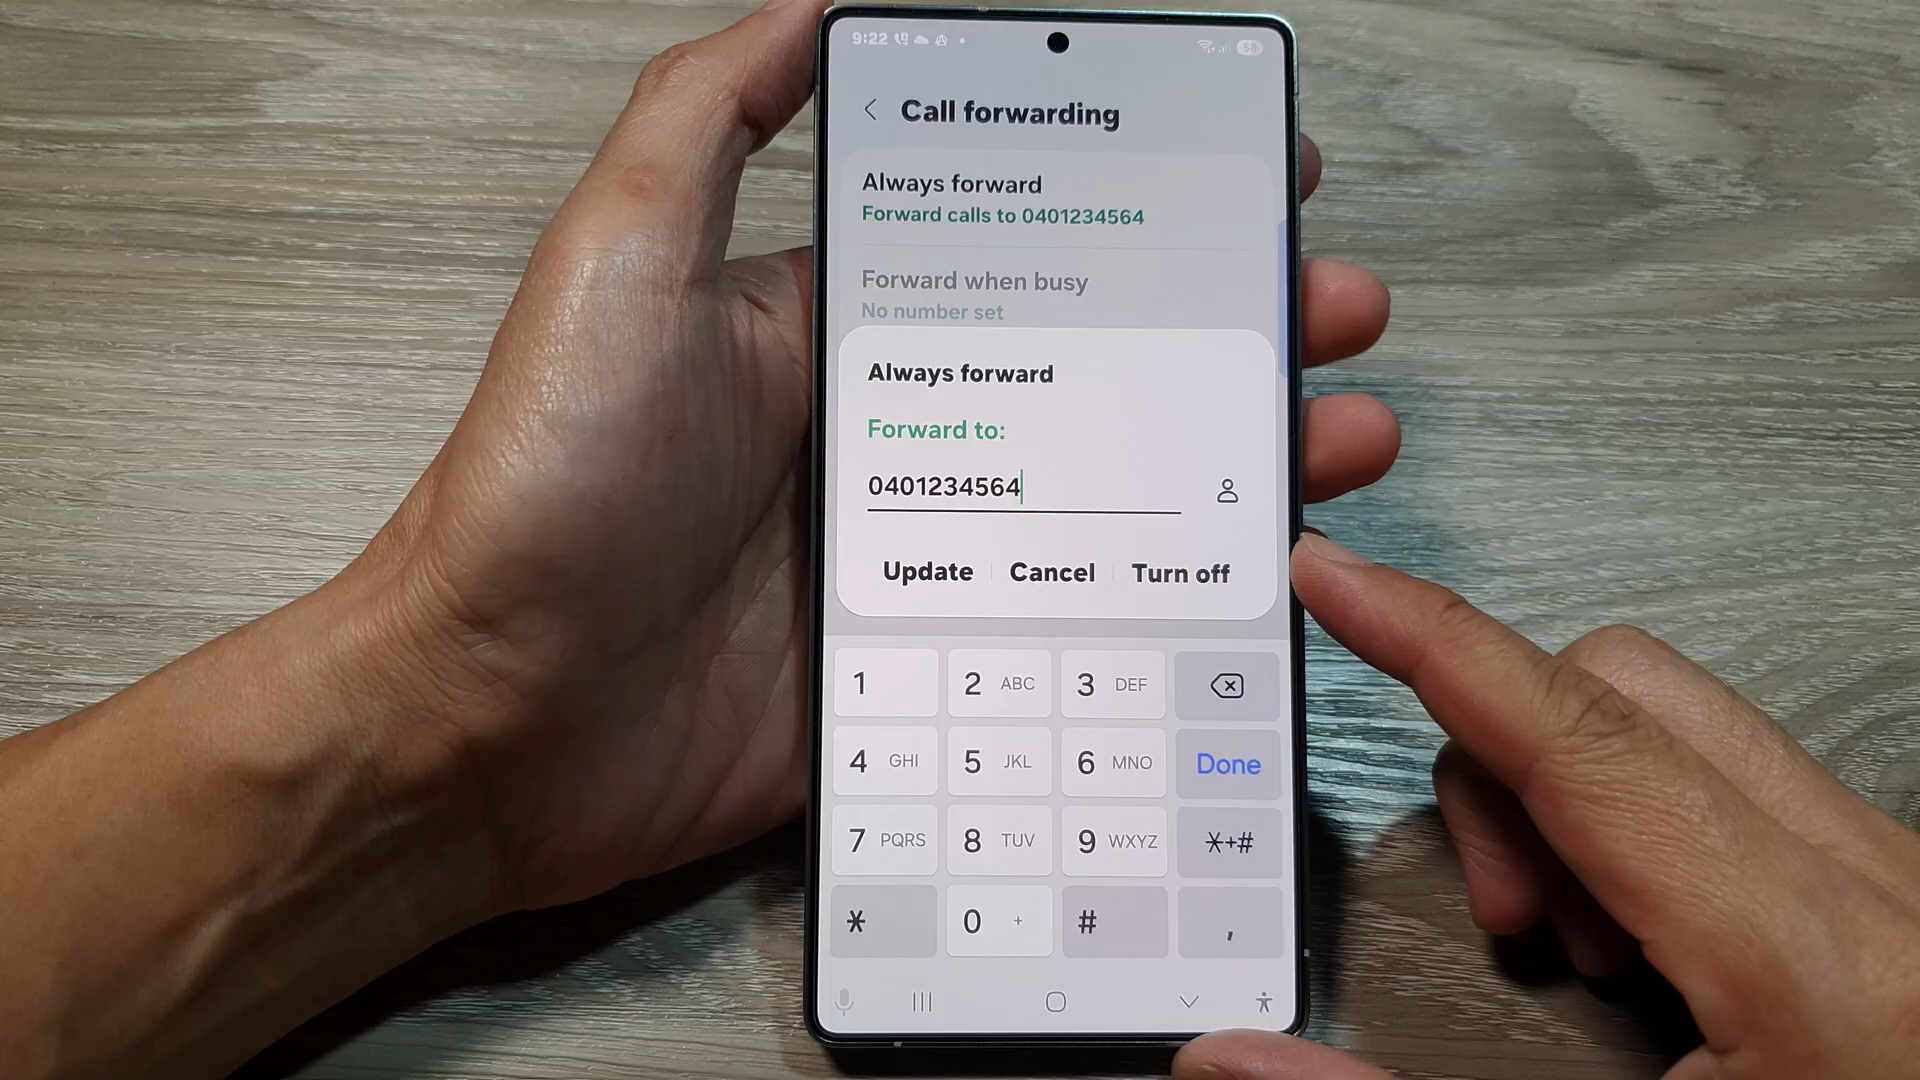 9:22
58
Call forwarding
Always forward
Forward calls to 0401234564
Forward when busy
No number set
Always forward
Forward to:
0401234564
Update Cancel Turn off
1 2 ABC 3 DEF
4 GHI 5 JKL 6 MNO Done
7 PQRS 8 TUV 9 WXYZ *+#
* 0 + # ,